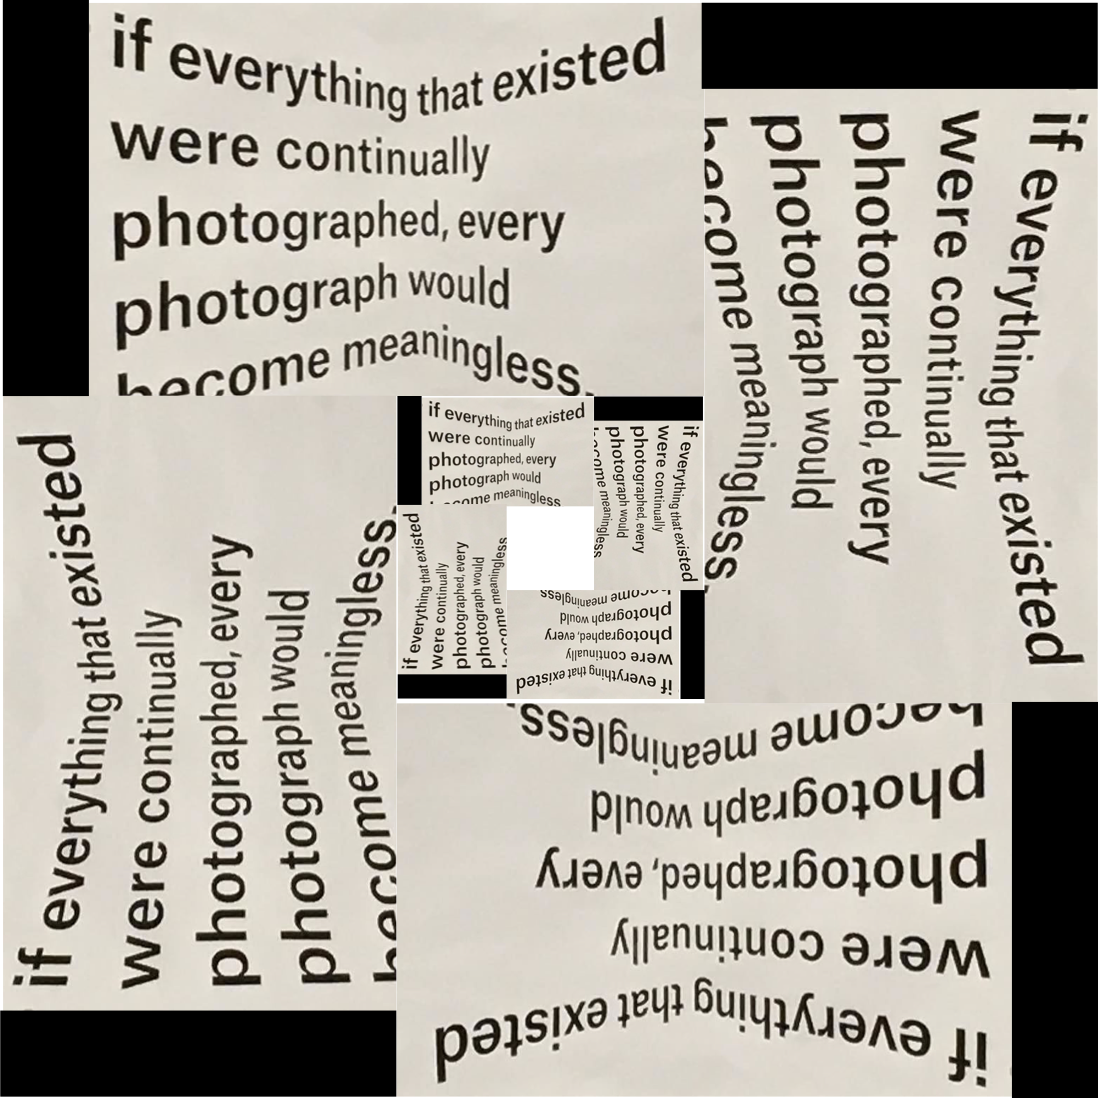 if everything that existed
were continually
photographed, every
photograph would
become meaningless.
if everything that existed
were continually
photographed, every
photograph would
become meaningless.
if everything that existed
were continually
photographed, every
photograph would
become meaningless.
if everything that existed
were continually
photographed, every
photograph would
become meaningless.
if everything that existed
were continually
photographed, every
photograph would
become meaningless
if everything that existed
were continually
photographed, every
photograph would
become meaningless
if everything that existed
were continually
photographed, every
photograph would
become meaningless
if everything that existed
were continually
photographed, every
photograph would
become meaningless